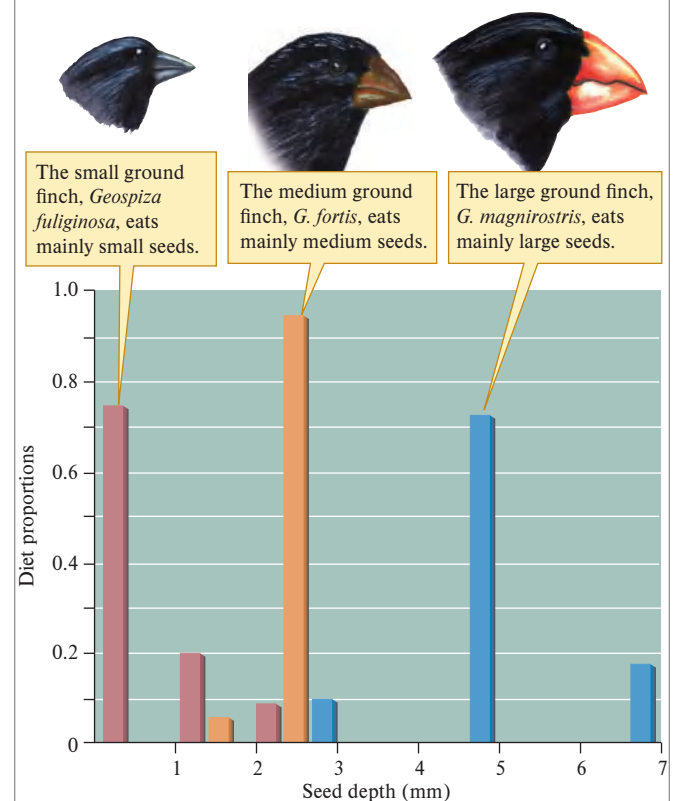 The small ground
finch, Geospiza
fuliginosa, eats
mainly small seeds.
The medium ground
finch, G. fortis, eats
mainly medium seeds.
The large ground finch,
G. magnirostris, eats
mainly large seeds.
1.0
0.8
0.6
0.4
0.2
0
Diet proportions
1 2 3 4 5 6 7
Seed depth (mm)